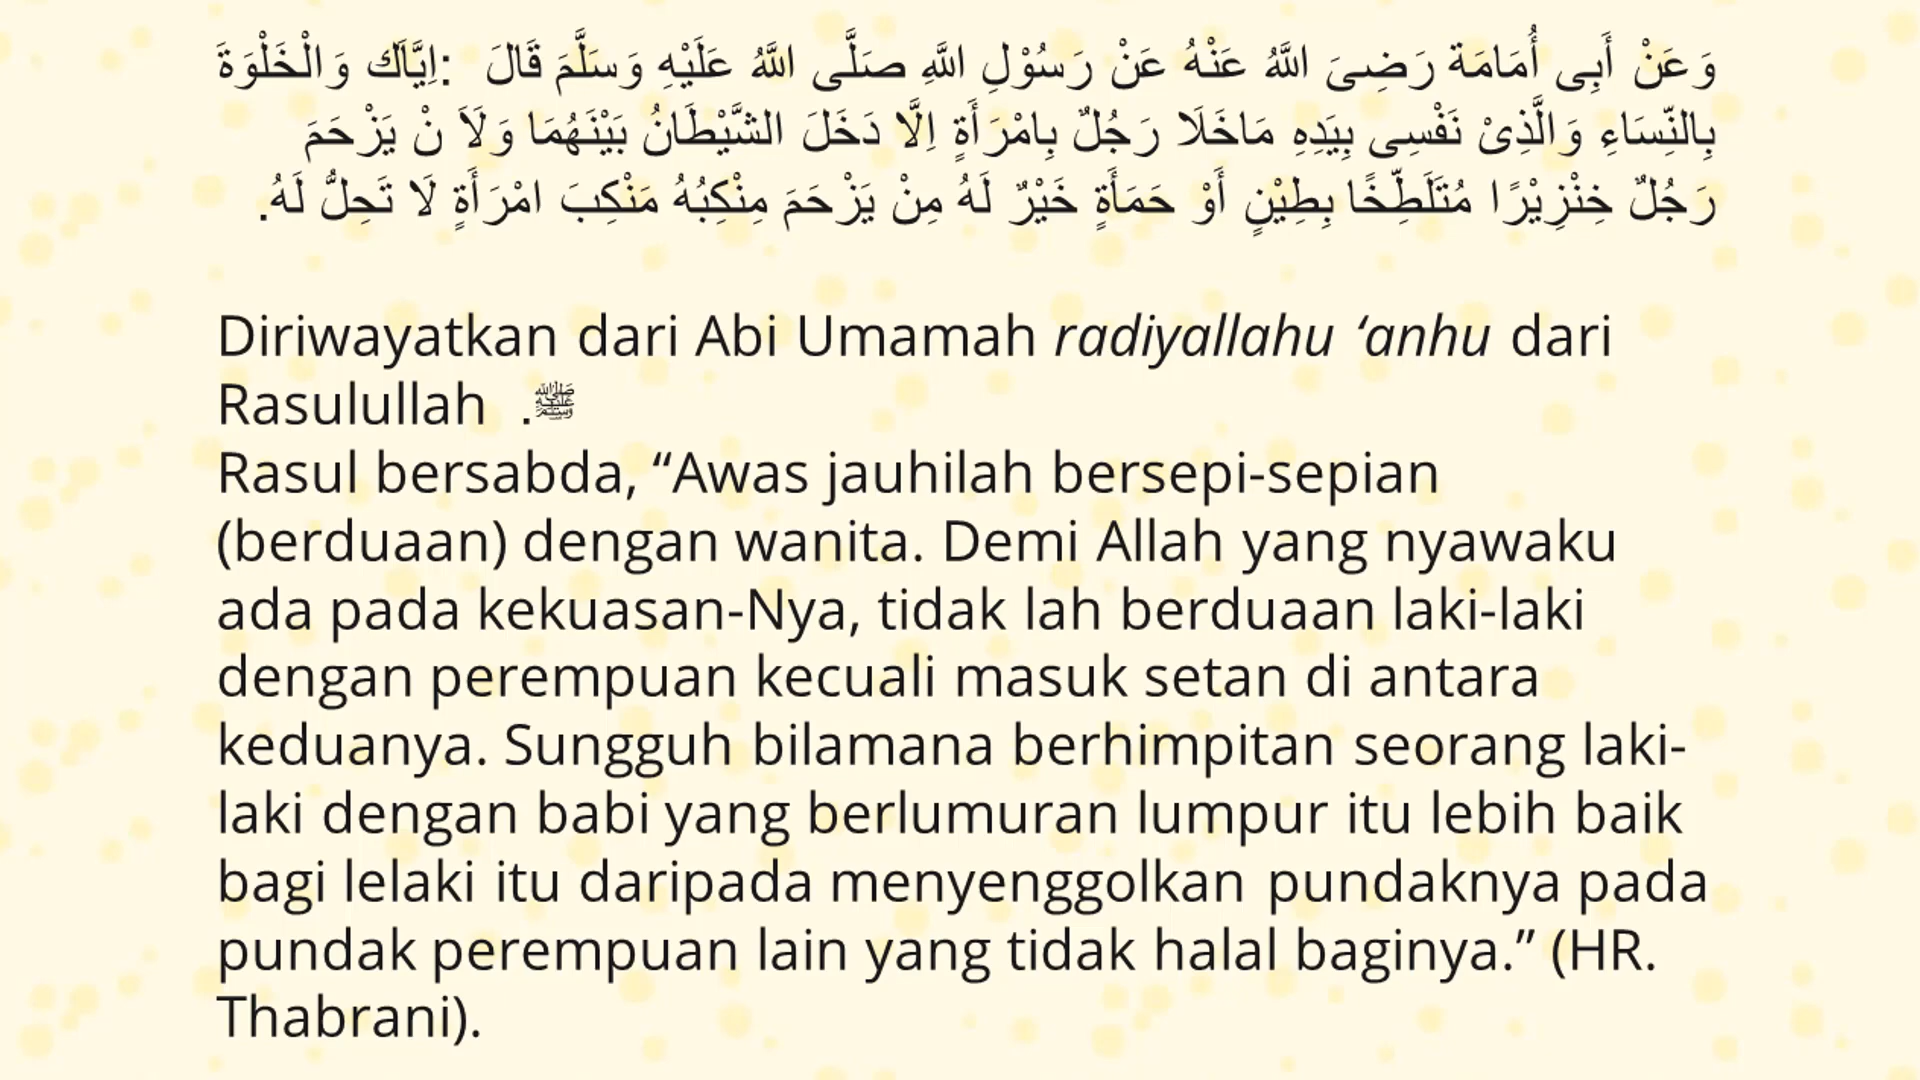 وَعَنْ أَبِى أُمَامَة رَضِىَ اللَّهُ عَنْهُ عَنْ رَسُوْلِ اللَّهِ صَلَّى اللَّهُ عَلَيْهِ وَسَلَّمَ قَالَ :اِيَّاَك وَالْخَلْوَةَ
بِالنِّسَاءِ وَالَّذِىْ نَفْسِى بِيَدِهِ مَاخَلَا رَجُلٌ بِامْرَأَةٍ اِلَّا دَخَلَ الشَّيْطَانُ بَيْنَهُمَا وَلَاَ نْ يَزْحَمَ
رَجُلٌ خِنْزِيْرًا مُتَلَطِّخًا بِطِيْنٍ أَوْ حَمَأَةٍ خَيْرٌ لَهُ مِنْ يَزْحَمَ مِنْكِبُهُ مَنْكِبَ امْرَأَةٍ لَا تَحِلُّ لَهُ.
Diriwayatkan dari Abi Umamah radiyallahu ‘anhu dari
Rasulullah .ﷺ
Rasul bersabda, “Awas jauhilah bersepi-sepian
(berduaan) dengan wanita. Demi Allah yang nyawaku
ada pada kekuasan-Nya, tidak lah berduaan laki-laki
dengan perempuan kecuali masuk setan di antara
keduanya. Sungguh bilamana berhimpitan seorang laki-
laki dengan babi yang berlumuran lumpur itu lebih baik
bagi lelaki itu daripada menyenggolkan pundaknya pada
pundak perempuan lain yang tidak halal baginya.” (HR.
Thabrani).